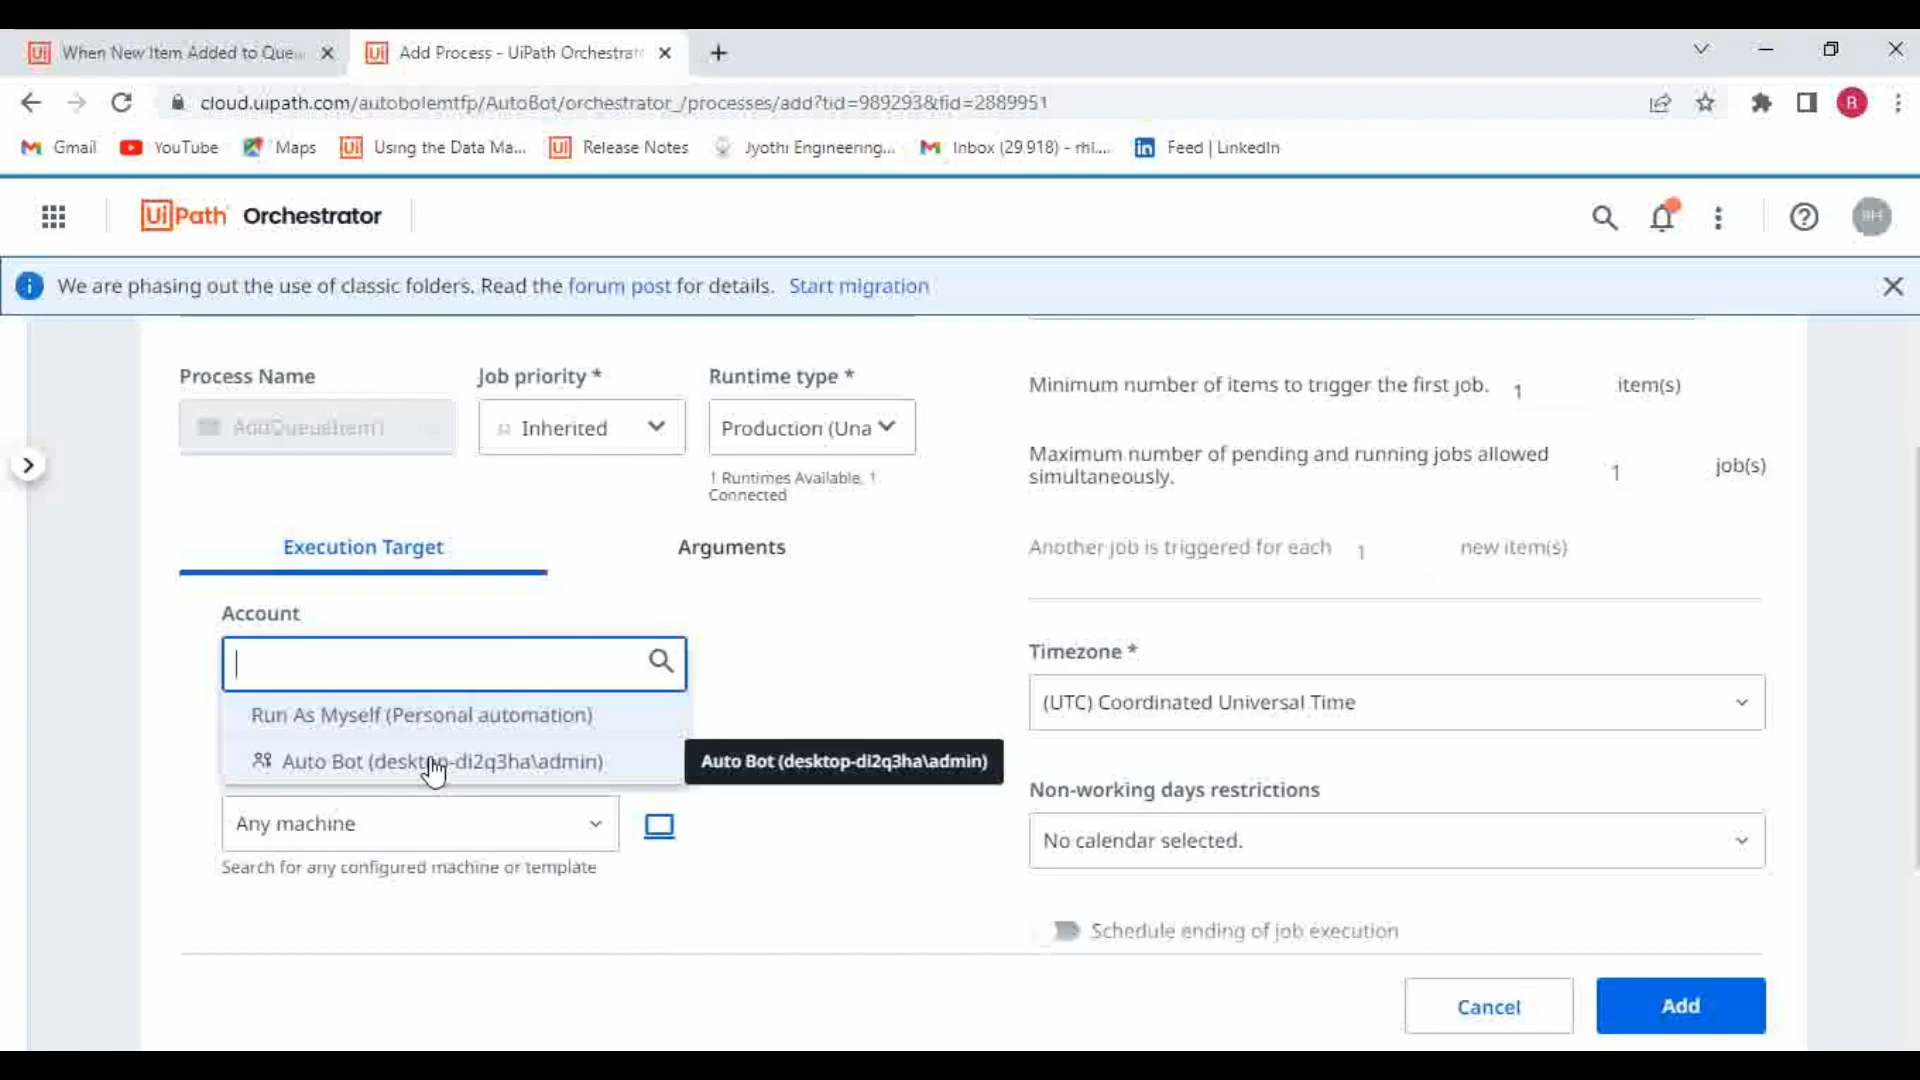 When New Item Added to Que...
Add Process - UiPath Orchestrat
cloud.uipath.com/autobolemtfp/AutoBot/orchestrator_/processes/add?tid=989293&fid=2889951
R
Gmail
YouTube
Maps
Using the Data Ma...
Release Notes
Jyothi Engineering...
Inbox (29 918) - rhi....
Feed | LinkedIn
UiPath Orchestrator
We are phasing out the use of classic folders. Read the forum post for details. Start migration
Process Name
Job priority *
Runtime type *
AddQueueItem1
Inherited
Production (Una
1 Runtimes Available, 1
Connected
Minimum number of items to trigger the first job. 1 item(s)
Maximum number of pending and running jobs allowed
simultaneously. 1 job(s)
Another job is triggered for each 1 new item(s)
Execution Target
Arguments
Account
Run As Myself (Personal automation)
Auto Bot (desktop-di2q3ha\admin)
Auto Bot (desktop-di2q3ha\admin)
Any machine
Search for any configured machine or template
Timezone *
(UTC) Coordinated Universal Time
Non-working days restrictions
No calendar selected.
Schedule ending of job execution
Cancel
Add